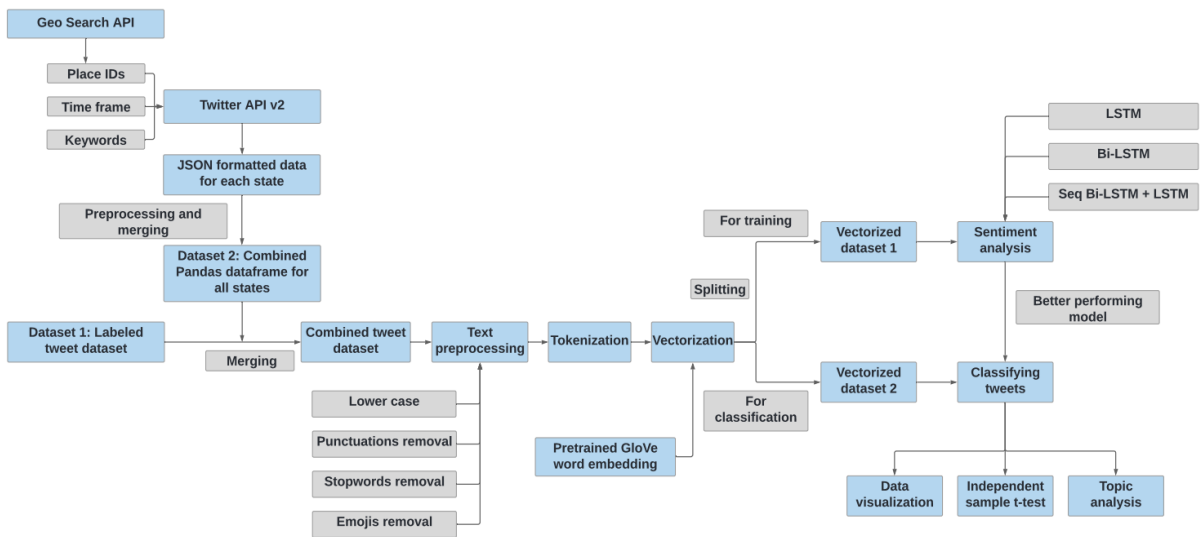 Geo Search API
Place IDs
Time frame
Keywords
Twitter API v2
JSON formatted data
for each state
Preprocessing and
merging
Dataset 2: Combined
Pandas dataframe for
all states
Dataset 1: Labeled
tweet dataset
Merging
Combined tweet
dataset
Text
preprocessing
Lower case
Punctuations removal
Stopwords removal
Emojis removal
Tokenization
Vectorization
Pretrained GloVe
word embedding
Splitting
For training
For
classification
Vectorized
dataset 1
Vectorized
dataset 2
LSTM
Bi-LSTM
Seq Bi-LSTM + LSTM
Sentiment
analysis
Better performing
model
Classifying
tweets
Data
visualization
Independent
sample t-test
Topic
analysis